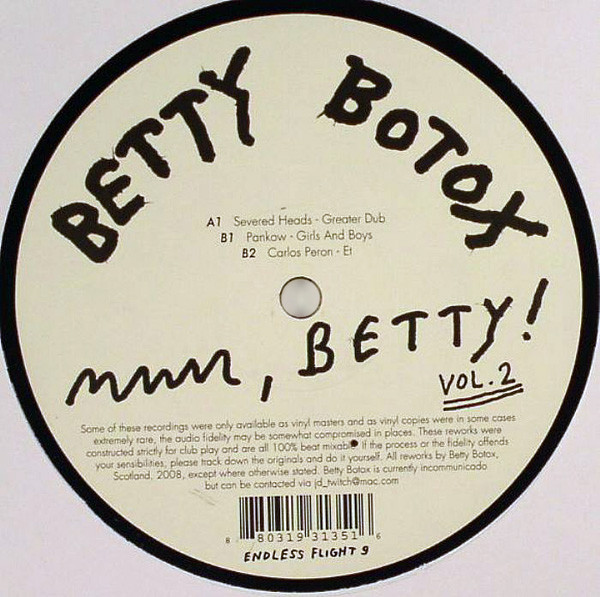 BETTY BOTOX
A1 Severed Heads - Greater Dub
B1 Pankow - Girls And Boys
B2 Carlos Peron - Et
mmm, BETTY!
VOL.2
Some of these recordings were only available as vinyl masters and as vinyl copies were in some cases
extremely rare, the audio fidelity may be somewhat compromised in places. These reworks were
constructed strictly for club play and are all 100% beat mixable. If the process or the fidelity offends
your sensibilities, please track down the originals and do it yourself. All reworks by Betty Botox,
Scotland, 2008, except where otherwise stated. Betty Botox is currently incommunicado
but can be contacted via jd_twitch@mac.com
8 80319 31351 6
ENDLESS FLIGHT 9